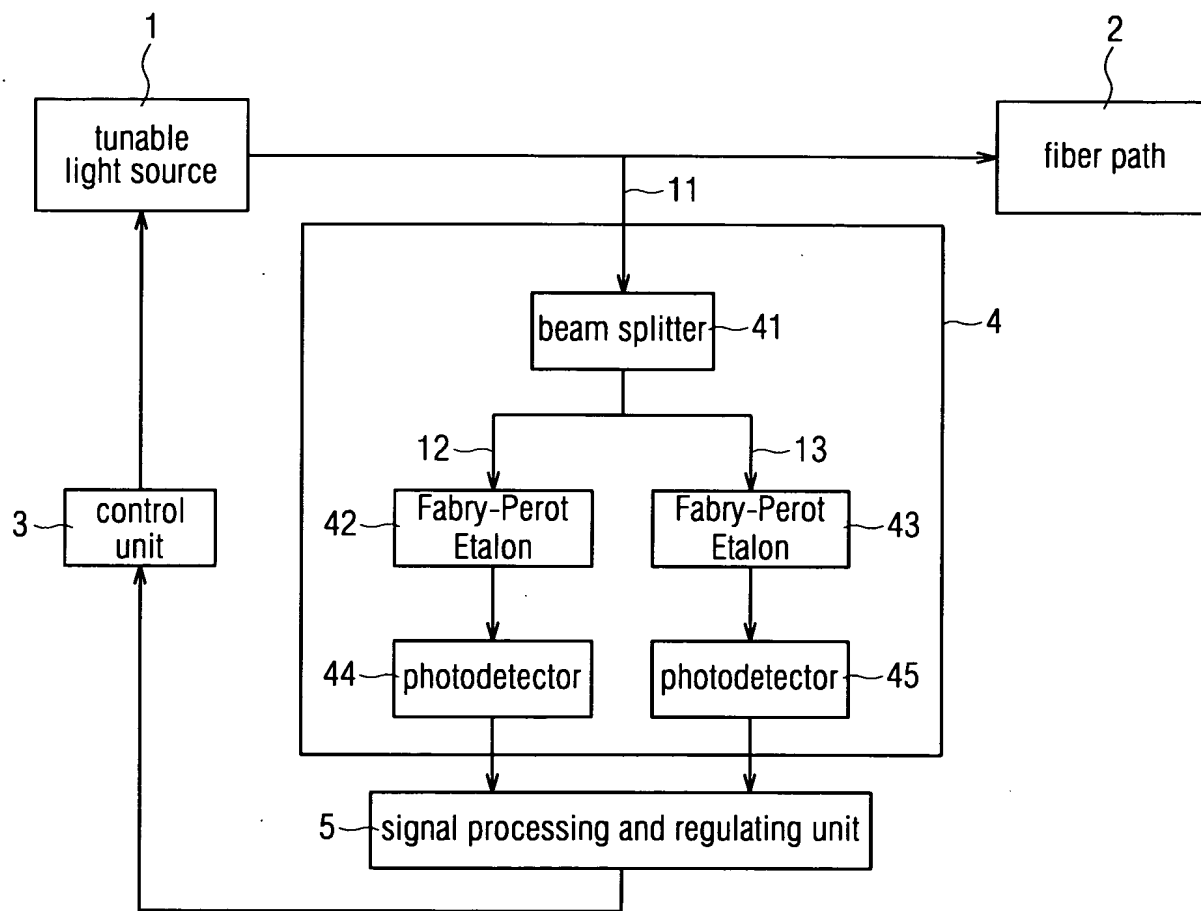 1
2
tunable
light source
fiber path
11
beam splitter
41
4
12
13
3
control
unit
42
Fabry-Perot
Etalon
Fabry-Perot
Etalon
43
44
photodetector
photodetector
45
5
signal processing and regulating unit